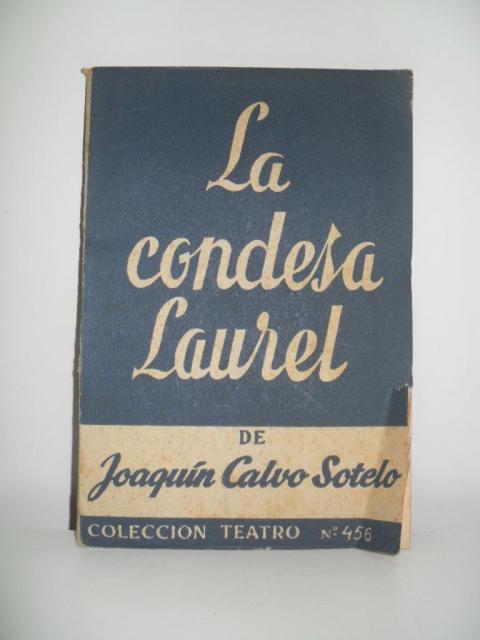 La
condesa
Laurel
DE
Joaquín Calvo Sotelo
COLECCION TEATRO Nº 456